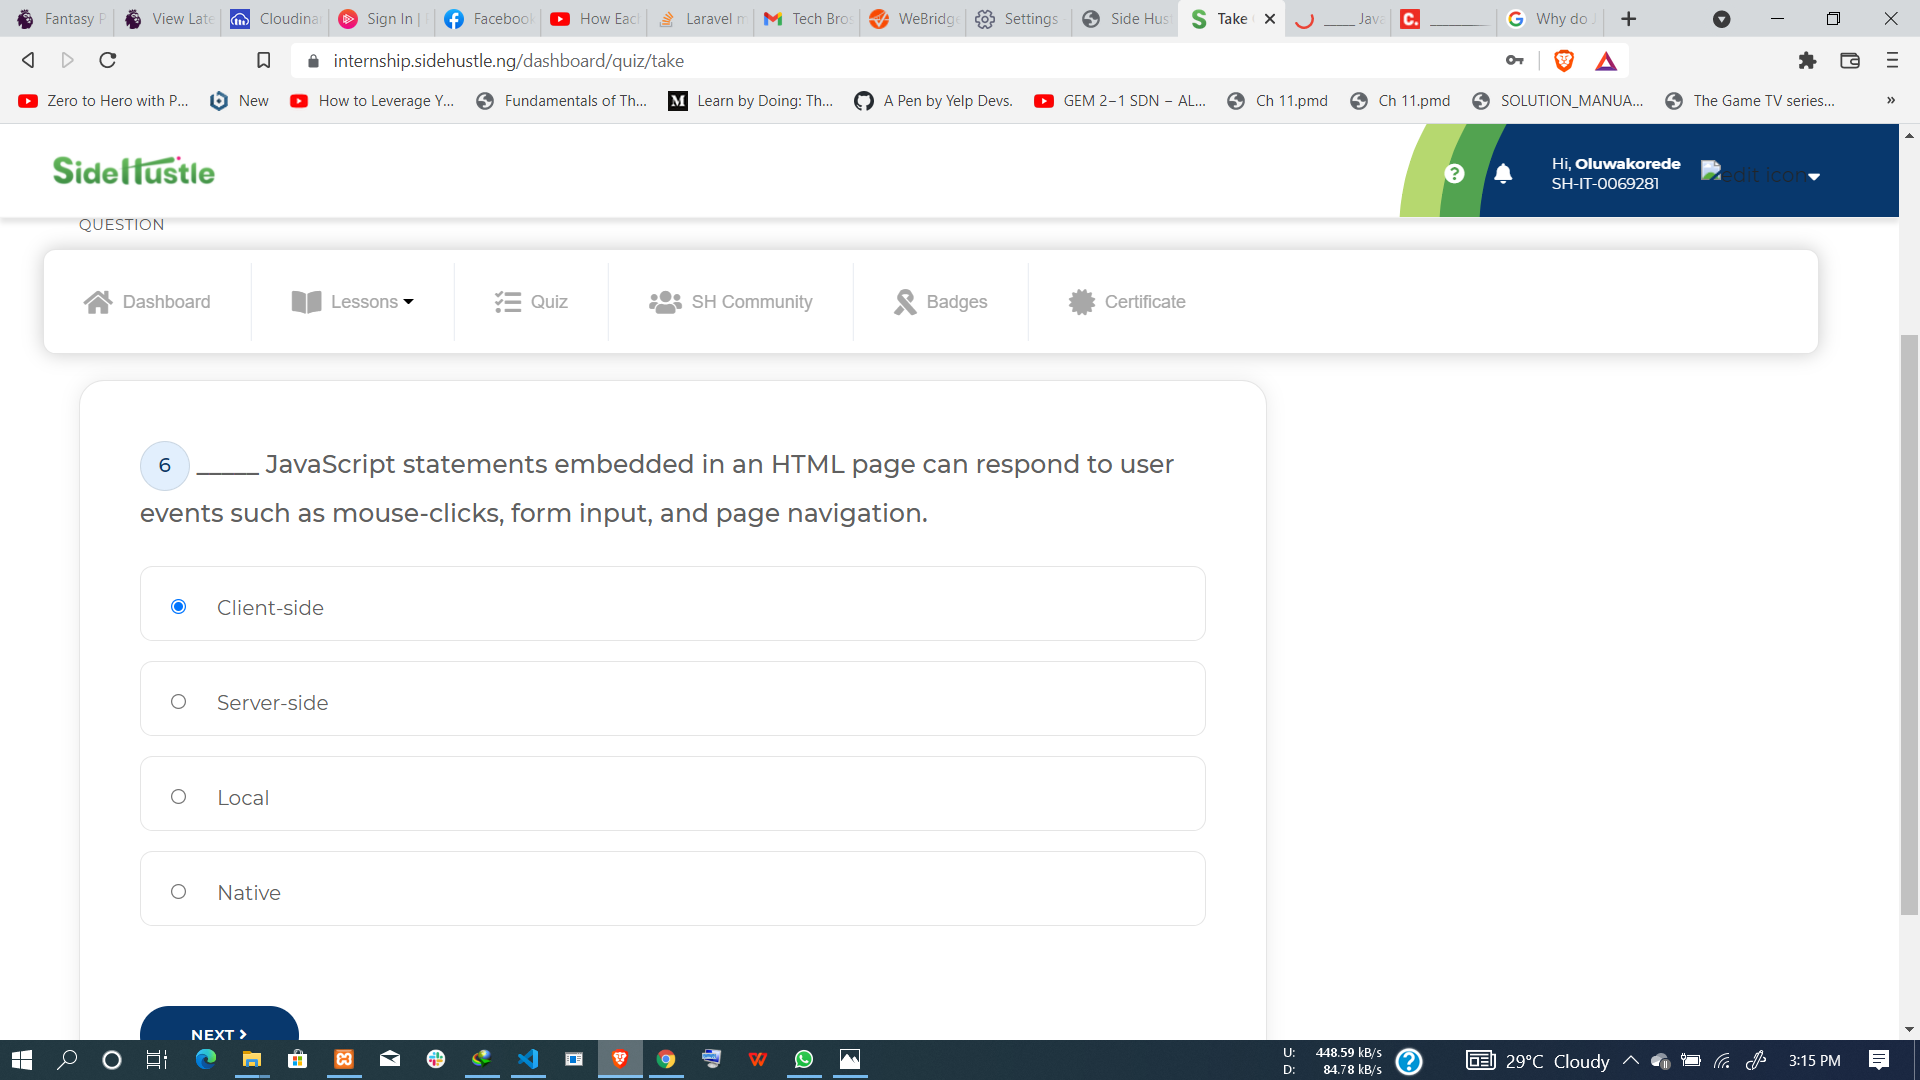 Fantasy P
View Late
Cloudina
Sign In |
Facebook
How Eac
Laravel m
Tech Bros
WeBridge
Settings
Side Hus
Take
_____ Java
________
Why do J
internship.sidehustle.ng/dashboard/quiz/take
Zero to Hero with P...
New
How to Leverage Y...
Fundamentals of Th...
Learn by Doing: Th...
A Pen by Yelp Devs.
GEM 2-1 SDN - AL...
Ch 11.pmd
Ch 11.pmd
SOLUTION_MANUA...
The Game TV series...
»
SideHustle
Hi, Oluwakorede
SH-IT-0069281
edit icon
QUESTION
Dashboard
Lessons
Quiz
SH Community
Badges
Certificate
6 _____ JavaScript statements embedded in an HTML page can respond to user
events such as mouse-clicks, form input, and page navigation.
Client-side
Server-side
Local
Native
NEXT
U: 448.59 kB/s
D: 84.78 kB/s
29°C Cloudy
3:15 PM